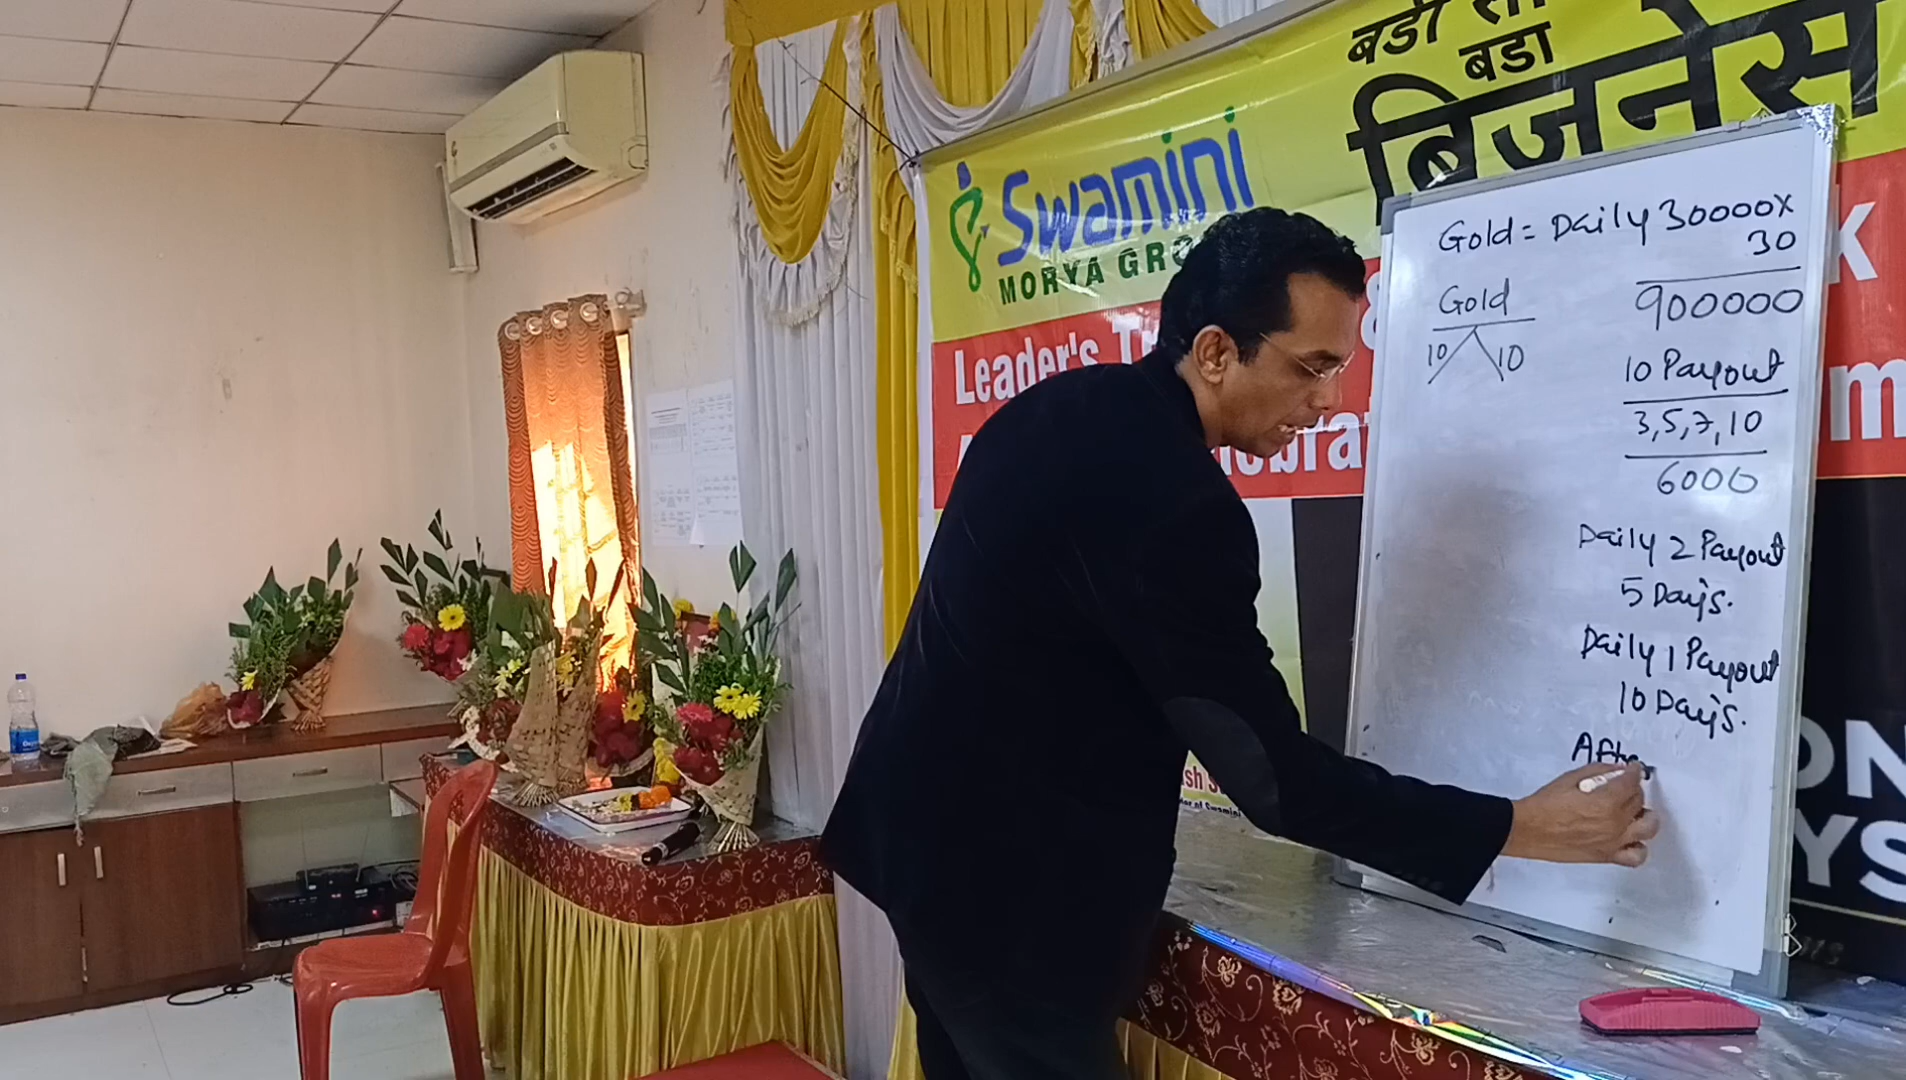 बडी सी
बडा
बिजनेस
Swamini
MORYA GRO
Leader's Tr
Gold = Daily 30000x
30
900000
Gold
10 10
10 Payout
3,5,7,10
6000
Daily 2 Payout
5 Days.
Daily 1 Payout
10 Days.
After